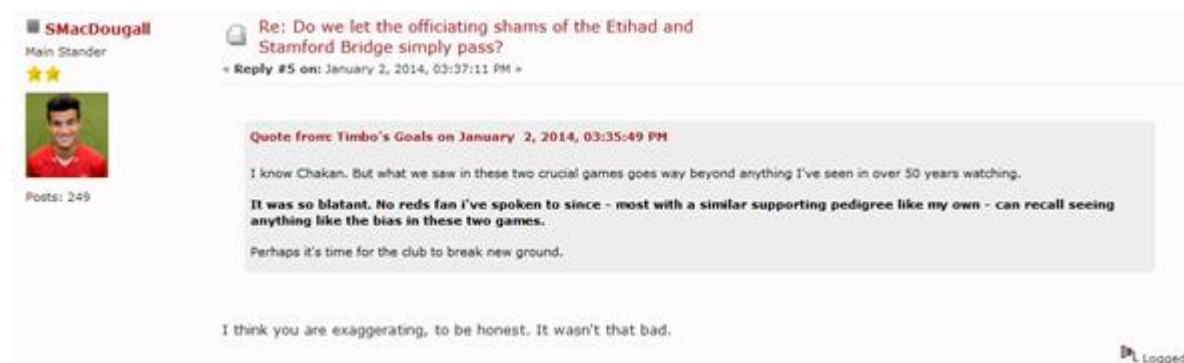 SMacDougall
Main Stander
Posts: 249
Re: Do we let the officiating shams of the Etihad and
Stamford Bridge simply pass?
« Reply #5 on: January 2, 2014, 03:37:11 PM »
Quote from: Timbo's Goals on January  2, 2014, 03:35:49 PM
I know Chakan. But what we saw in these two crucial games goes way beyond anything I've seen in over 50 years watching.
It was so blatant. No reds fan i've spoken to since - most with a similar supporting pedigree like my own - can recall seeing
anything like the bias in these two games.
Perhaps it's time for the club to break new ground.
I think you are exaggerating, to be honest. It wasn't that bad.
Logged